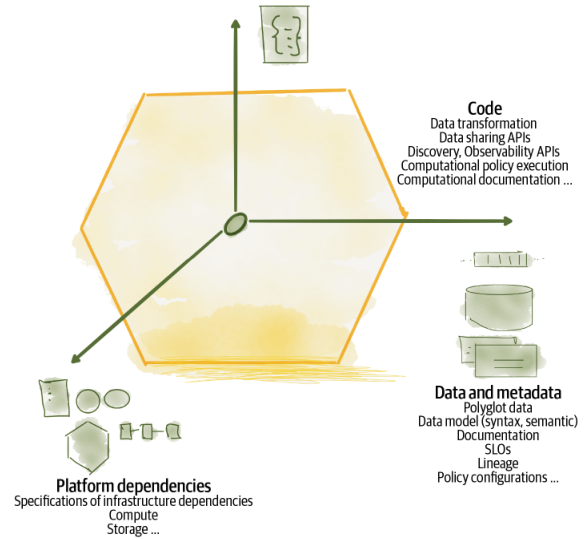 Code
Data transformation
Data sharing APIs
Discovery, Observability APIs
Computational policy execution
Computational documentation ...
Data and metadata
Polyglot data
Data model (syntax, semantic)
Documentation
SLOs
Lineage
Policy configurations ...
Platform dependencies
Specifications of infrastructure dependencies
Compute
Storage ...